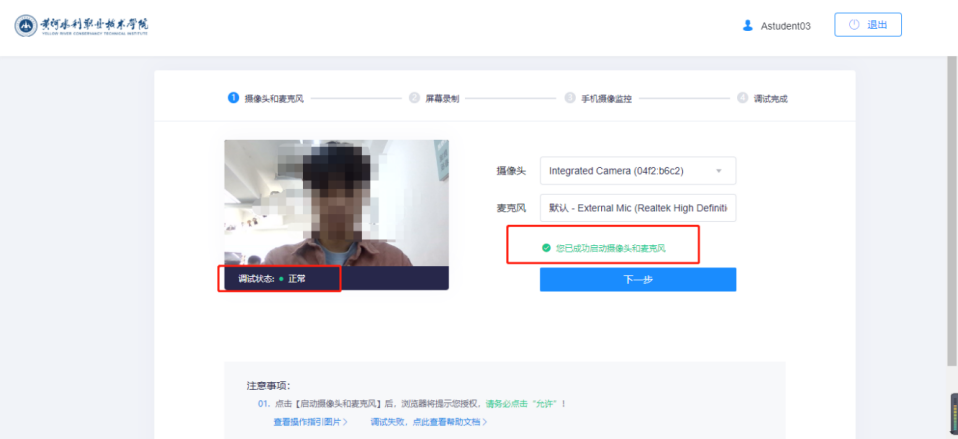 黄河水利职业技术学院
YELLOW RIVER CONSERVANCY TECHNICAL INSTITUTE
Astudent03
退出
1 摄像头和麦克风
2 屏幕录制
3 手机摄像监控
4 调试完成
调试状态: 正常
摄像头 Integrated Camera (04f2:b6c2)
麦克风 默认 - External Mic (Realtek High Definiti
您已成功启动摄像头和麦克风
下一步
注意事项：
01. 点击【启动摄像头和麦克风】后，浏览器将提示您授权，请务必点击“允许”！
查看操作指引图片 > 调试失败，点此查看帮助文档 >